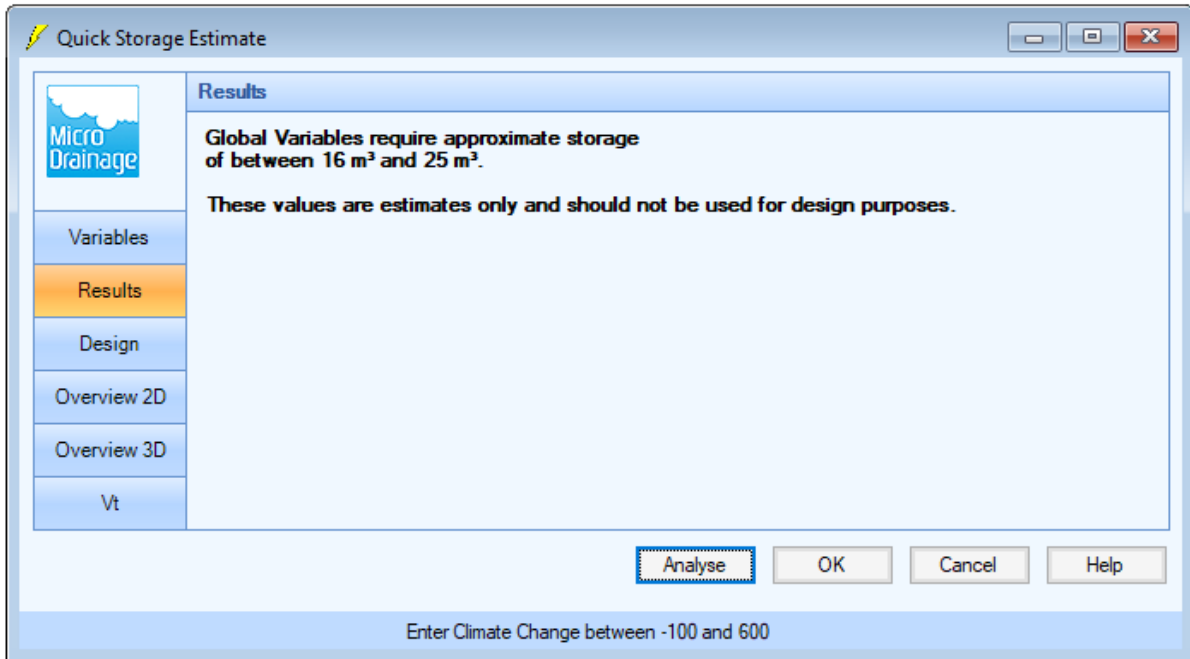 Quick Storage Estimate
Micro
Drainage
Variables
Results
Design
Overview 2D
Overview 3D
Vt
Results
Global Variables require approximate storage
of between 16 m³ and 25 m³.
These values are estimates only and should not be used for design purposes.
Analyse
OK
Cancel
Help
Enter Climate Change between -100 and 600